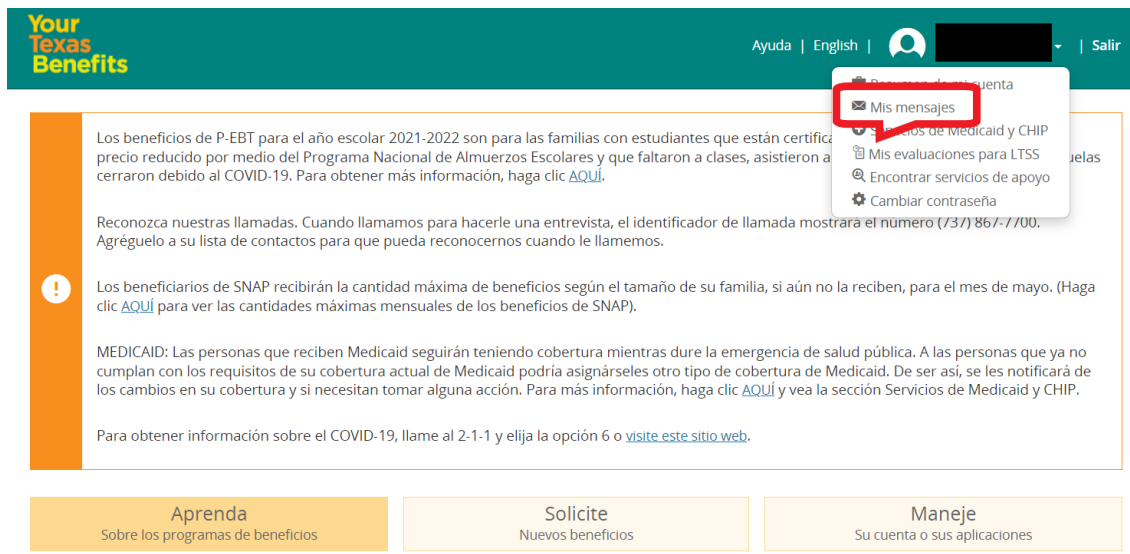 Your
Texas
Benefits
Ayuda | English | | Salir
Resumen de mi cuenta
Mis mensajes
Servicios de Medicaid y CHIP
Mis evaluaciones para LTSS
Encontrar servicios de apoyo
Cambiar contraseña
Los beneficios de P-EBT para el año escolar 2021-2022 son para las familias con estudiantes que están
precio reducido por medio del Programa Nacional de Almuerzos Escolares y que faltaron a clases, asistieron a
cerraron debido al COVID-19. Para obtener más información, haga clic AQUÍ.
Reconozca nuestras llamadas. Cuando llamamos para hacerle una entrevista, el identificador de llamada mostrará el número (737) 867-7700.
Agréguelo a su lista de contactos para que pueda reconocernos cuando le llamemos.
Los beneficiarios de SNAP recibirán la cantidad máxima de beneficios según el tamaño de su familia, si aún no la reciben, para el mes de mayo. (Haga
clic AQUÍ para ver las cantidades máximas mensuales de los beneficios de SNAP).
MEDICAID: Las personas que reciben Medicaid seguirán teniendo cobertura mientras dure la emergencia de salud pública. A las personas que ya no
cumplan con los requisitos de su cobertura actual de Medicaid podría asignárseles otro tipo de cobertura de Medicaid. De ser así, se les notificará de
los cambios en su cobertura y si necesitan tomar alguna acción. Para más información, haga clic AQUÍ y vea la sección Servicios de Medicaid y CHIP.
Para obtener información sobre el COVID-19, llame al 2-1-1 y elija la opción 6 o visite este sitio web.
Aprenda
Sobre los programas de beneficios
Solicite
Nuevos beneficios
Maneje
Su cuenta o sus aplicaciones